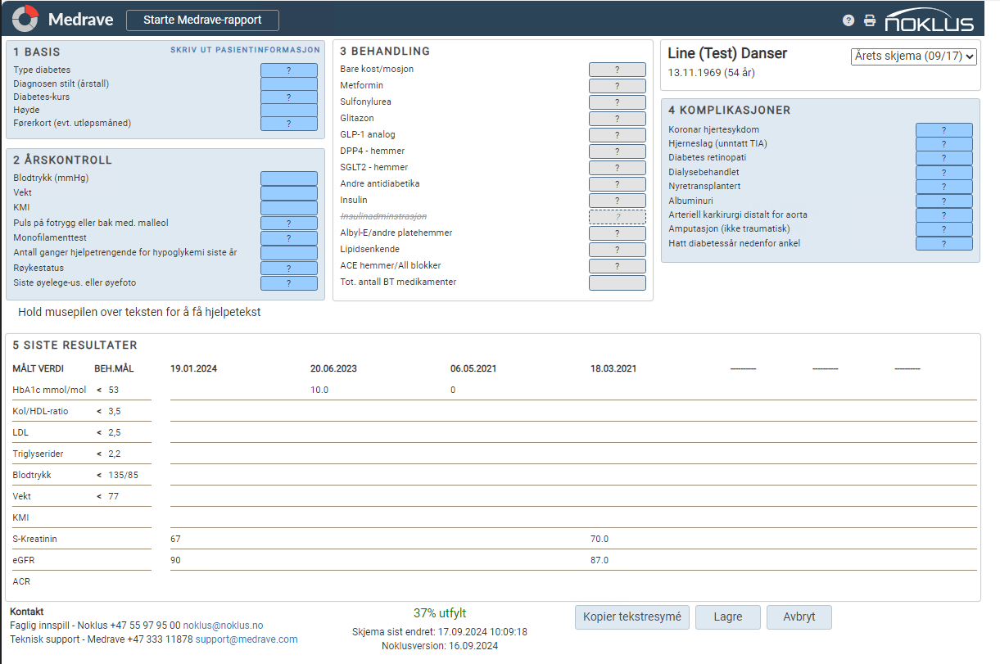 Medrave
Starte Medrave-rapport
?
NOKLUS
1 BASIS
SKRIV UT PASIENTINFORMASJON
Type diabetes ?
Diagnosen stilt (årstall)
Diabetes-kurs ?
Høyde
Førerkort (evt. utløpsmåned) ?
2 ÅRSKONTROLL
Blodtrykk (mmHg)
Vekt
KMI
Puls på fotrygg eller bak med. malleol ?
Monofilamenttest ?
Antall ganger hjelpetrengende for hypoglykemi siste år
Røykestatus ?
Siste øyelege-us. eller øyefoto ?
Hold musepilen over teksten for å få hjelpetekst
3 BEHANDLING
Bare kost/mosjon ?
Metformin ?
Sulfonylurea ?
Glitazon ?
GLP-1 analog ?
DPP4 - hemmer ?
SGLT2 - hemmer ?
Andre antidiabetika ?
Insulin ?
Insulinadminstrasjon ?
Albyl-E/andre platehemmer ?
Lipidsenkende ?
ACE hemmer/All blokker ?
Tot. antall BT medikamenter
Line (Test) Danser
13.11.1969 (54 år)
Årets skjema (09/17)
4 KOMPLIKASJONER
Koronar hjertesykdom ?
Hjerneslag (unntatt TIA) ?
Diabetes retinopati ?
Dialysebehandlet ?
Nyretransplantert ?
Albuminuri ?
Arteriell karkirurgi distalt for aorta ?
Amputasjon (ikke traumatisk) ?
Hatt diabetessår nedenfor ankel ?
5 SISTE RESULTATER
MÅLT VERDI BEH.MÅL 19.01.2024 20.06.2023 06.05.2021 18.03.2021 ---------- ---------- ----------
HbA1c mmol/mol < 53 10.0 0
Kol/HDL-ratio < 3,5
LDL < 2,5
Triglyserider < 2,2
Blodtrykk < 135/85
Vekt < 77
KMI
S-Kreatinin 67 70.0
eGFR 90 87.0
ACR
Kontakt
Faglig innspill - Noklus +47 55 97 95 00 noklus@noklus.no
Teknisk support - Medrave +47 333 11878 support@medrave.com
37% utfylt
Skjema sist endret: 17.09.2024 10:09:18
Noklusversion: 16.09.2024
Kopier tekstresymé
Lagre
Avbryt